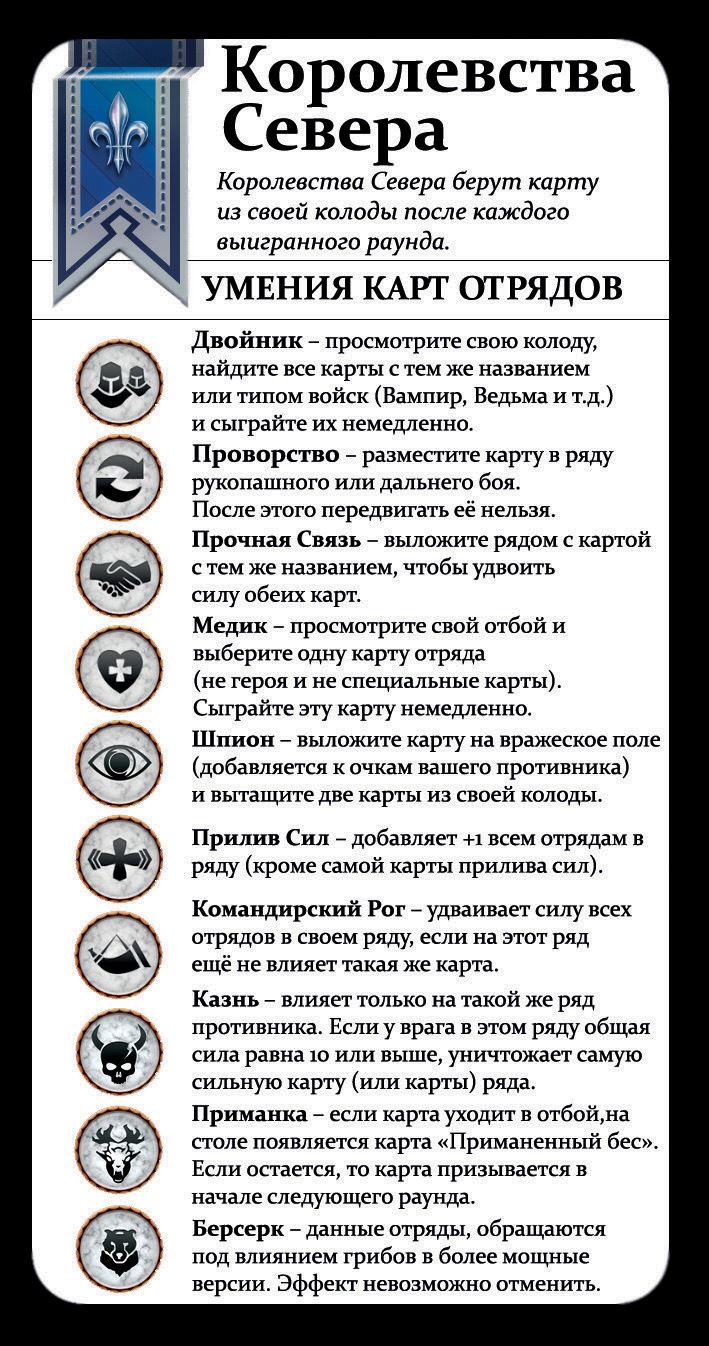 Королевства
Севера
Королевства Севера берут карту
из своей колоды после каждого
выигранного раунда.
УМЕНИЯ КАРТ ОТРЯДОВ
Двойник – просмотрите свою колоду,
найдите все карты с тем же названием
или типом войск (Вампир, Ведьма и т.д.)
и сыграйте их немедленно.
Проворство – разместите карту в ряду
рукопашного или дальнего боя.
После этого передвигать её нельзя.
Прочная Связь – выложите рядом с картой
с тем же названием, чтобы удвоить
силу обеих карт.
Медик – просмотрите свой отбой и
выберите одну карту отряда
(не героя и не специальные карты).
Сыграйте эту карту немедленно.
Шпион – выложите карту на вражеское поле
(добавляется к очкам вашего противника)
и вытащите две карты из своей колоды.
Прилив Сил – добавляет +1 всем отрядам в
ряду (кроме самой карты прилива сил).
Командирский Рог – удваивает силу всех
отрядов в своем ряду, если на этот ряд
ещё не влияет такая же карта.
Казнь – влияет только на такой же ряд
противника. Если у врага в этом ряду общая
сила равна 10 или выше, уничтожает самую
сильную карту (или карты) ряда.
Приманка – если карта уходит в отбой,на
столе появляется карта «Приманенный бес».
Если остается, то карта призывается в
начале следующего раунда.
Берсерк – данные отряды, обращаются
под влиянием грибов в более мощные
версии. Эффект невозможно отменить.